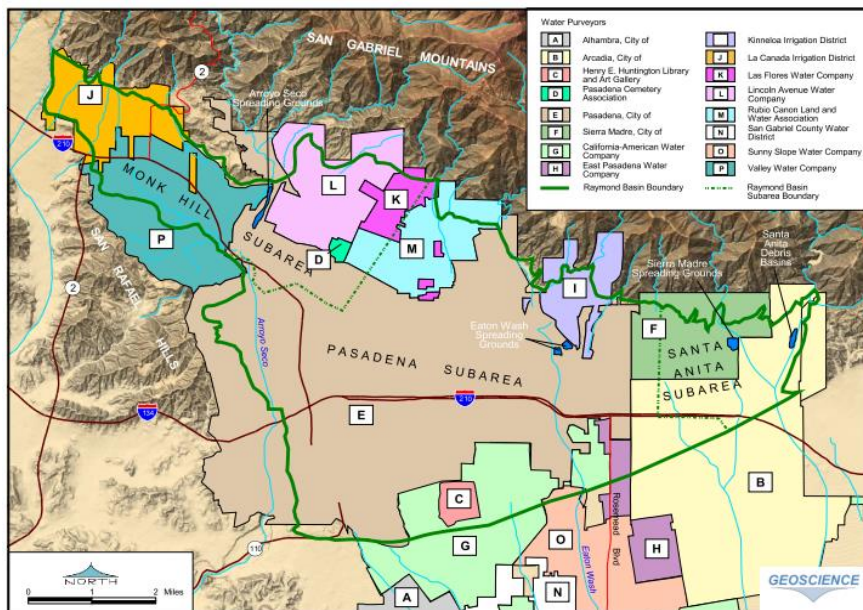 Water Purveyors
A Alhambra, City of
B Arcadia, City of
C Henry E. Huntington Library
and Art Gallery
D Pasadena Cemetery
Association
E Pasadena, City of
F Sierra Madre, City of
G California-American Water
Company
H East Pasadena Water
Company
Raymond Basin Boundary
Kinneloa Irrigation District
J La Canada Irrigation District
K Las Flores Water Company
L Lincoln Avenue Water
Company
M Rubio Canon Land and
Water Association
N San Gabriel County Water
District
O Sunny Slope Water Company
P Valley Water Company
Raymond Basin
Subarea Boundary
SAN GABRIEL MOUNTAINS
2
Arroyo Seco
Spreading Grounds
J
210
MONK HILL
SUBAREA
L
K
P
D
M
SAN RAFAEL
HILLS
2
Arroyo Seco
Santa
Anita
Debris
Basins
Sierra Madre
Spreading Grounds
I
F
Eaton Wash
Spreading
Grounds
SANTA
ANITA
SUBAREA
PASADENA SUBAREA
134
E
210
B
C
Rosemead Blvd
G
O
H
Eaton Wash
110
N
A
NORTH
0 1 2 Miles
GEOSCIENCE